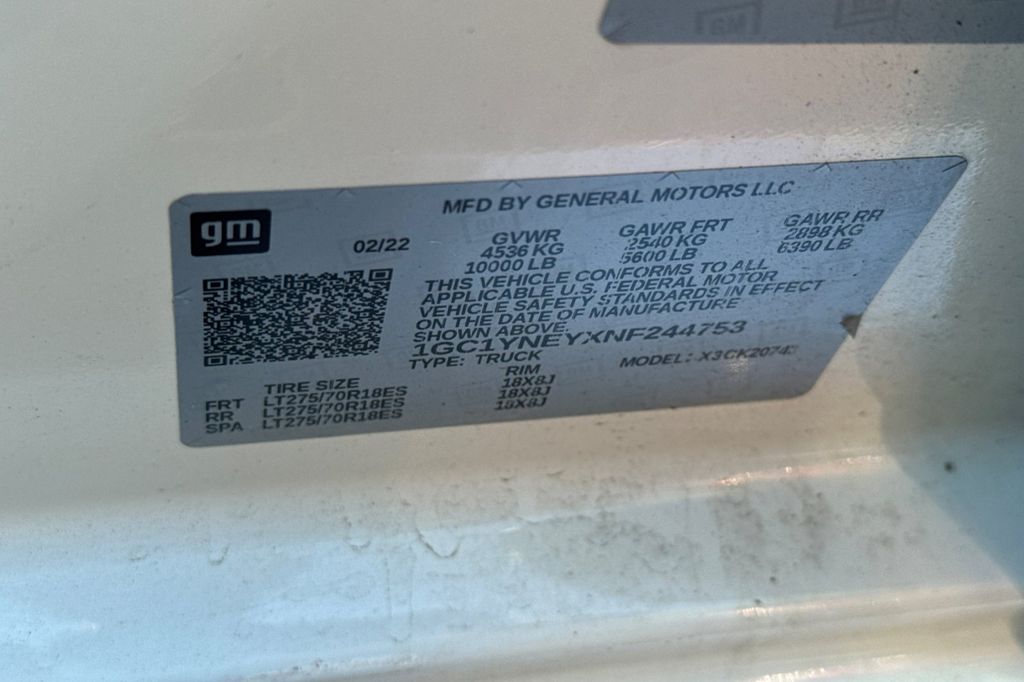 GM
MFD BY GENERAL MOTORS LLC
gm
02/22 GVWR GAWR FRT GAWR RR
4536 KG 2540 KG 2898 KG
10000 LB 5600 LB 6390 LB
THIS VEHICLE CONFORMS TO ALL
APPLICABLE U.S. FEDERAL MOTOR
VEHICLE SAFETY STANDARDS IN EFFECT
ON THE DATE OF MANUFACTURE
SHOWN ABOVE.
1GC1YNEYXNF244753
TYPE: TRUCK MODEL: X3CK20743
TIRE SIZE RIM
FRT LT275/70R18ES 18X8J
RR LT275/70R18ES 18X8J
SPA LT275/70R18ES 18X8J